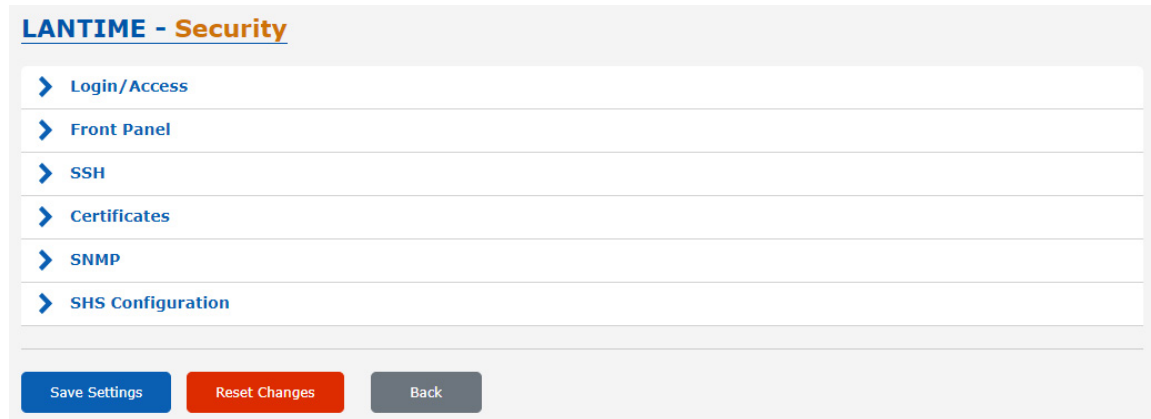 LANTIME - Security
Login/Access
Front Panel
SSH
Certificates
SNMP
SHS Configuration
Save Settings Reset Changes Back